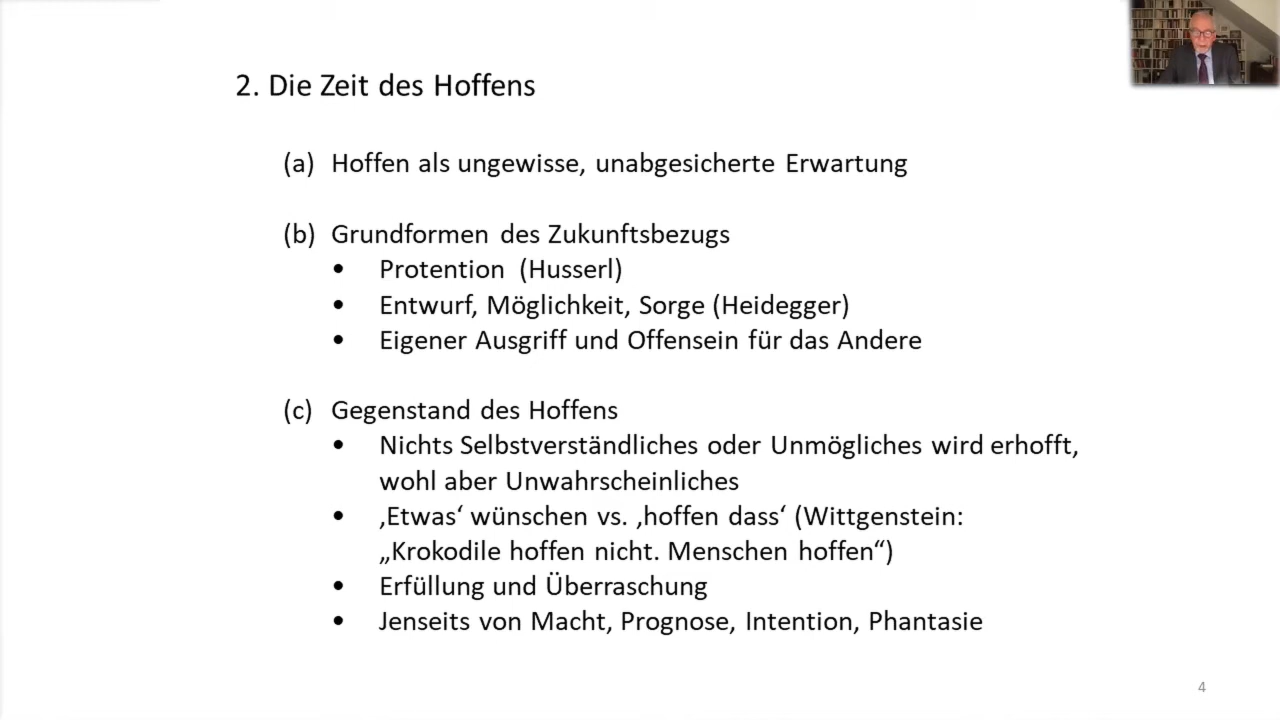 2. Die Zeit des Hoffens
(a) Hoffen als ungewisse, unabgesicherte Erwartung
(b) Grundformen des Zukunftsbezugs
• Protention (Husserl)
• Entwurf, Möglichkeit, Sorge (Heidegger)
• Eigener Ausgriff und Offensein für das Andere
(c) Gegenstand des Hoffens
• Nichts Selbstverständliches oder Unmögliches wird erhofft,
wohl aber Unwahrscheinliches
• ‚Etwas‘ wünschen vs. ‚hoffen dass‘ (Wittgenstein:
„Krokodile hoffen nicht. Menschen hoffen“)
• Erfüllung und Überraschung
• Jenseits von Macht, Prognose, Intention, Phantasie
4